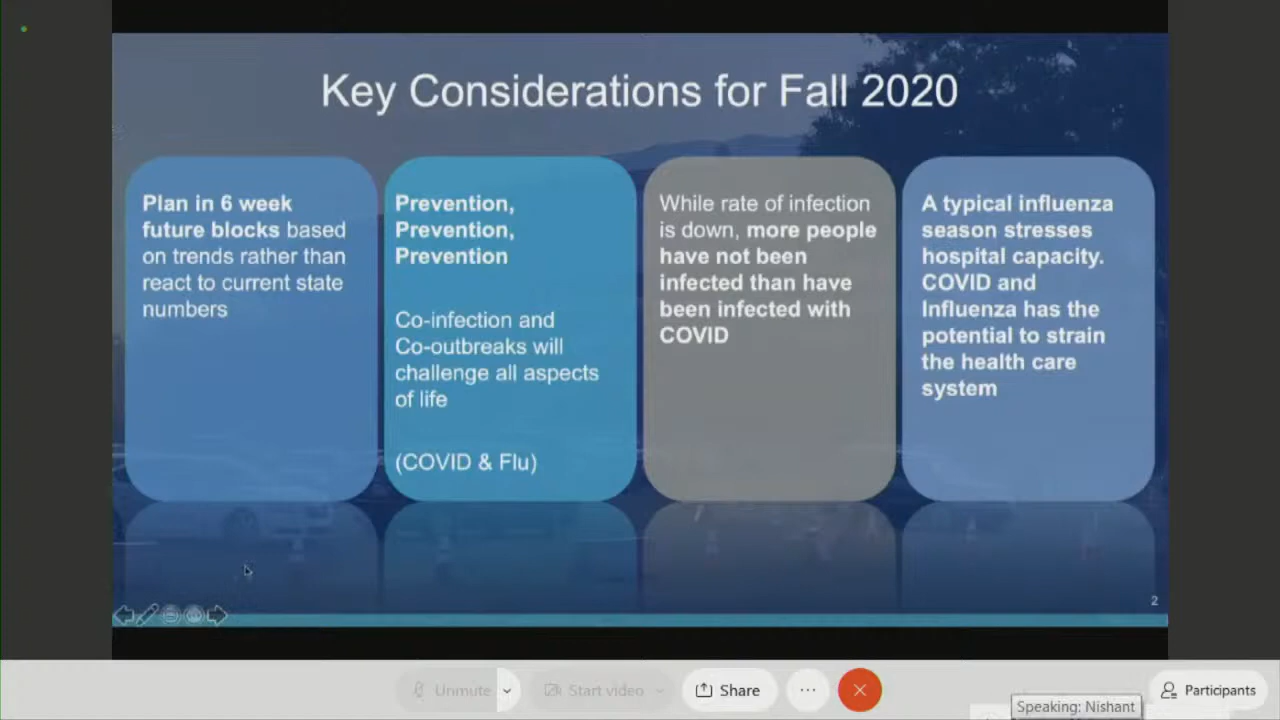 Key Considerations for Fall 2020
Plan in 6 week
future blocks based
on trends rather than
react to current state
numbers
Prevention,
Prevention,
Prevention
Co-infection and
Co-outbreaks will
challenge all aspects
of life
(COVID & Flu)
While rate of infection
is down, more people
have not been
infected than have
been infected with
COVID
A typical influenza
season stresses
hospital capacity.
COVID and
Influenza has the
potential to strain
the health care
system
2
Unmute
Start video
Share
Participants
Speaking: Nishant